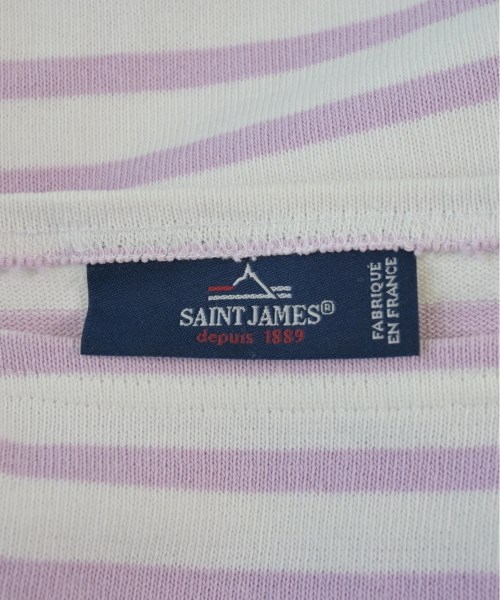 SAINT JAMES®
depuis 1889
FABRIQUÉ
EN FRANCE